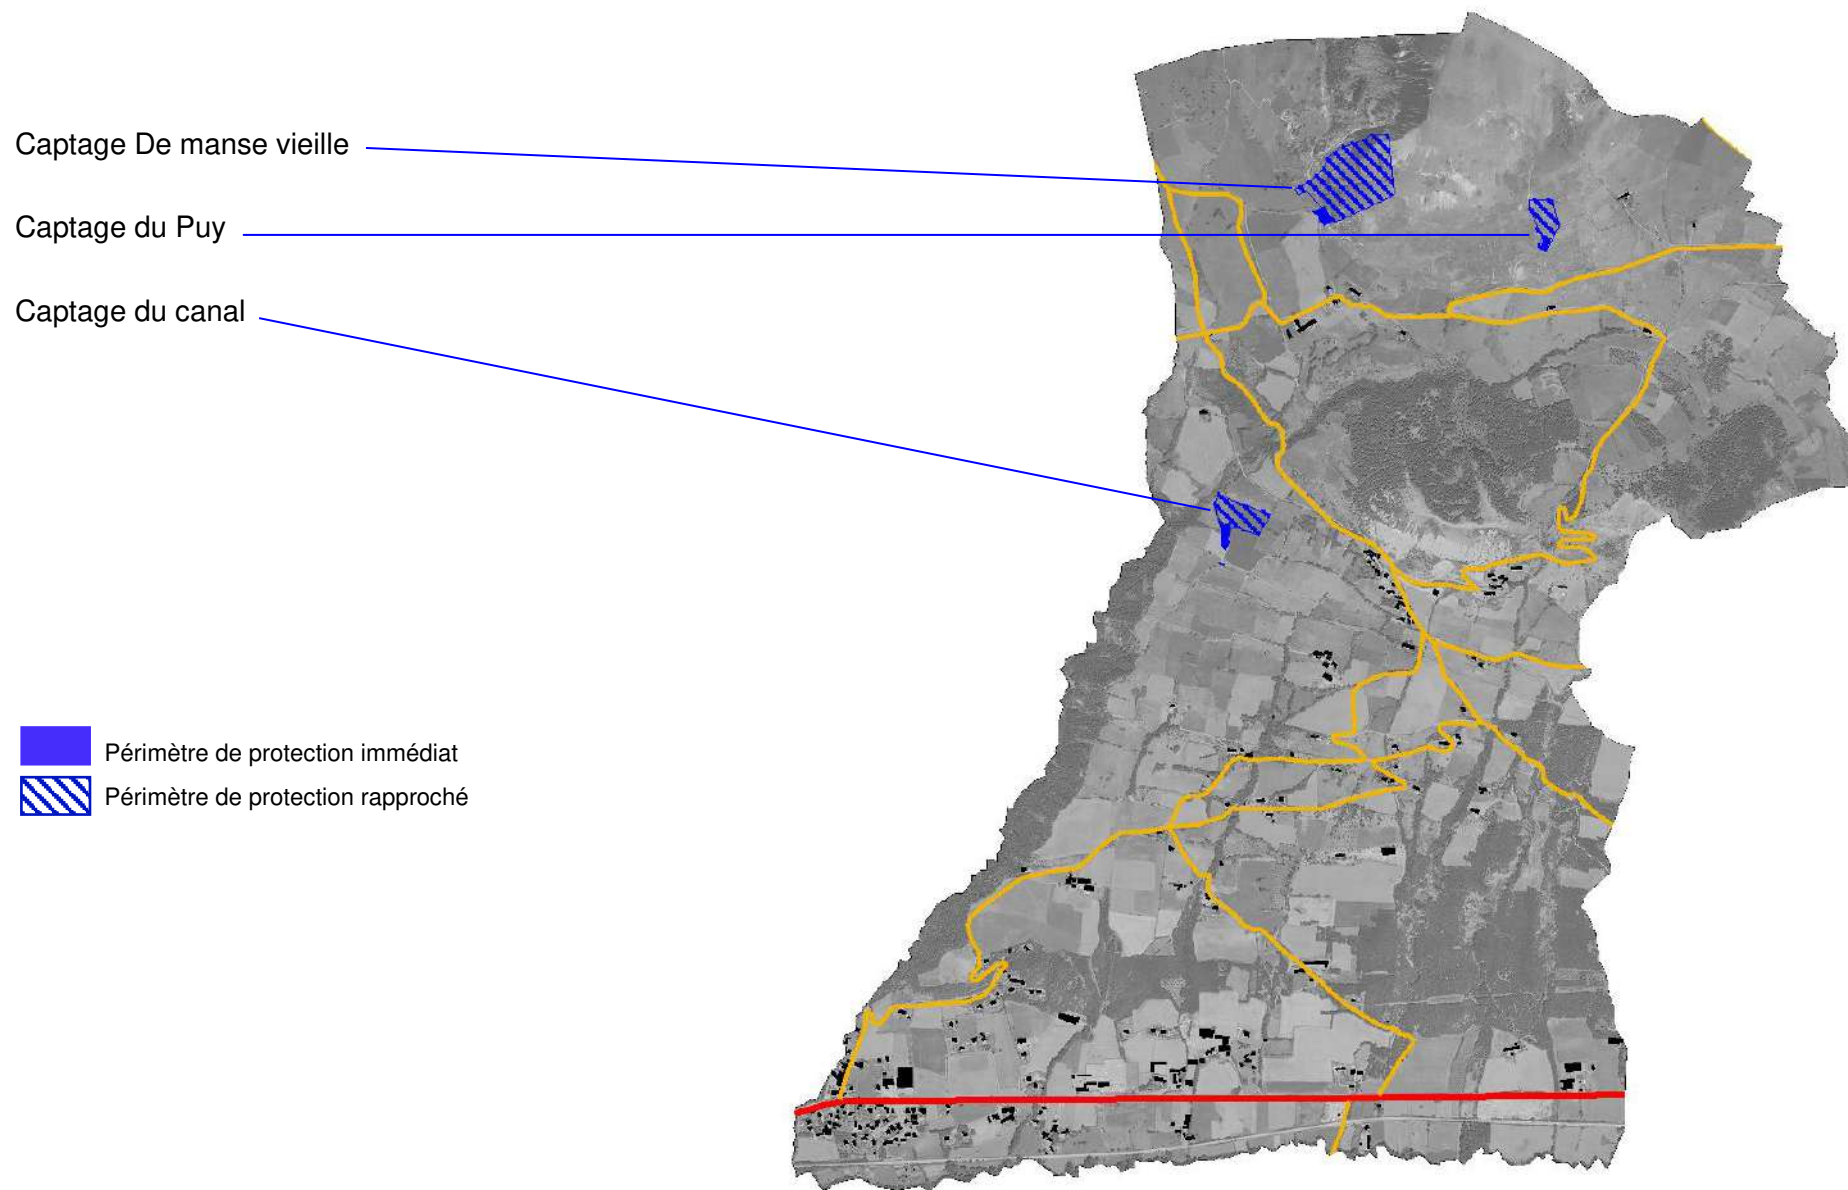 Captage De manse vieille
Captage du Puy
Captage du canal
Périmètre de protection immédiat
Périmètre de protection rapproché